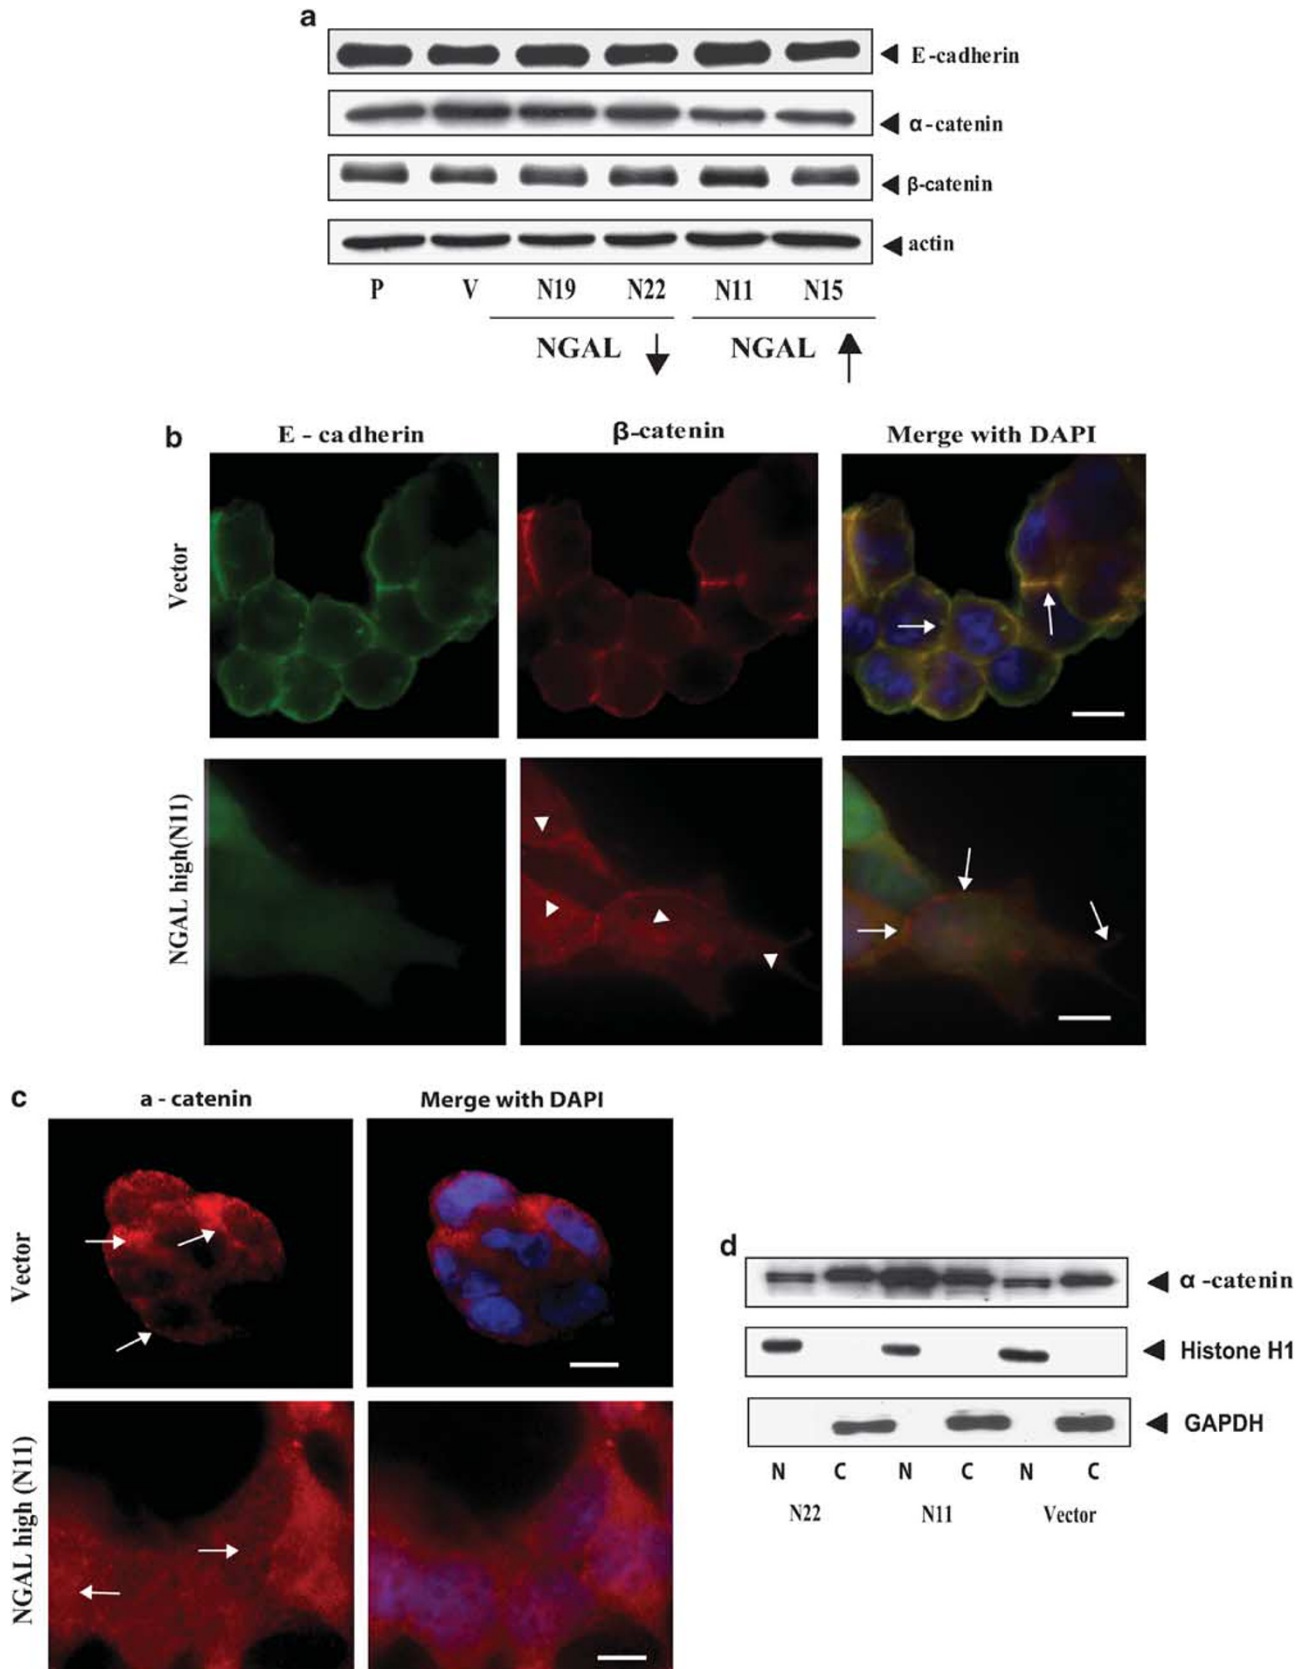 a
E-cadherin
α-catenin
β-catenin
actin
P V N19 N22 N11 N15
NGAL NGAL
b
E - cadherin β-catenin Merge with DAPI
Vector
NGAL high(N11)
c
a - catenin Merge with DAPI
Vector
NGAL high (N11)
d
α -catenin
Histone H1
GAPDH
N C N C N C
N22 N11 Vector